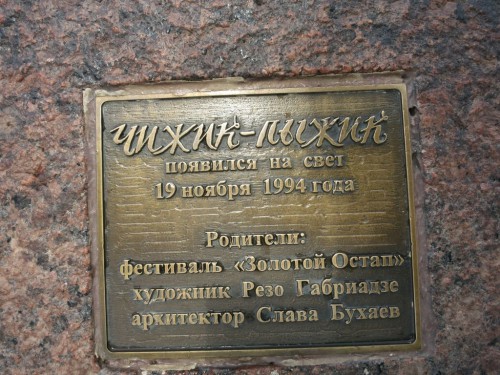 ЧИЖИК-ПЫЖИК
появился на свет
19 ноября 1994 года
Родители:
фестиваль «Золотой Остап»
художник Резо Габриадзе
архитектор Слава Бухаев